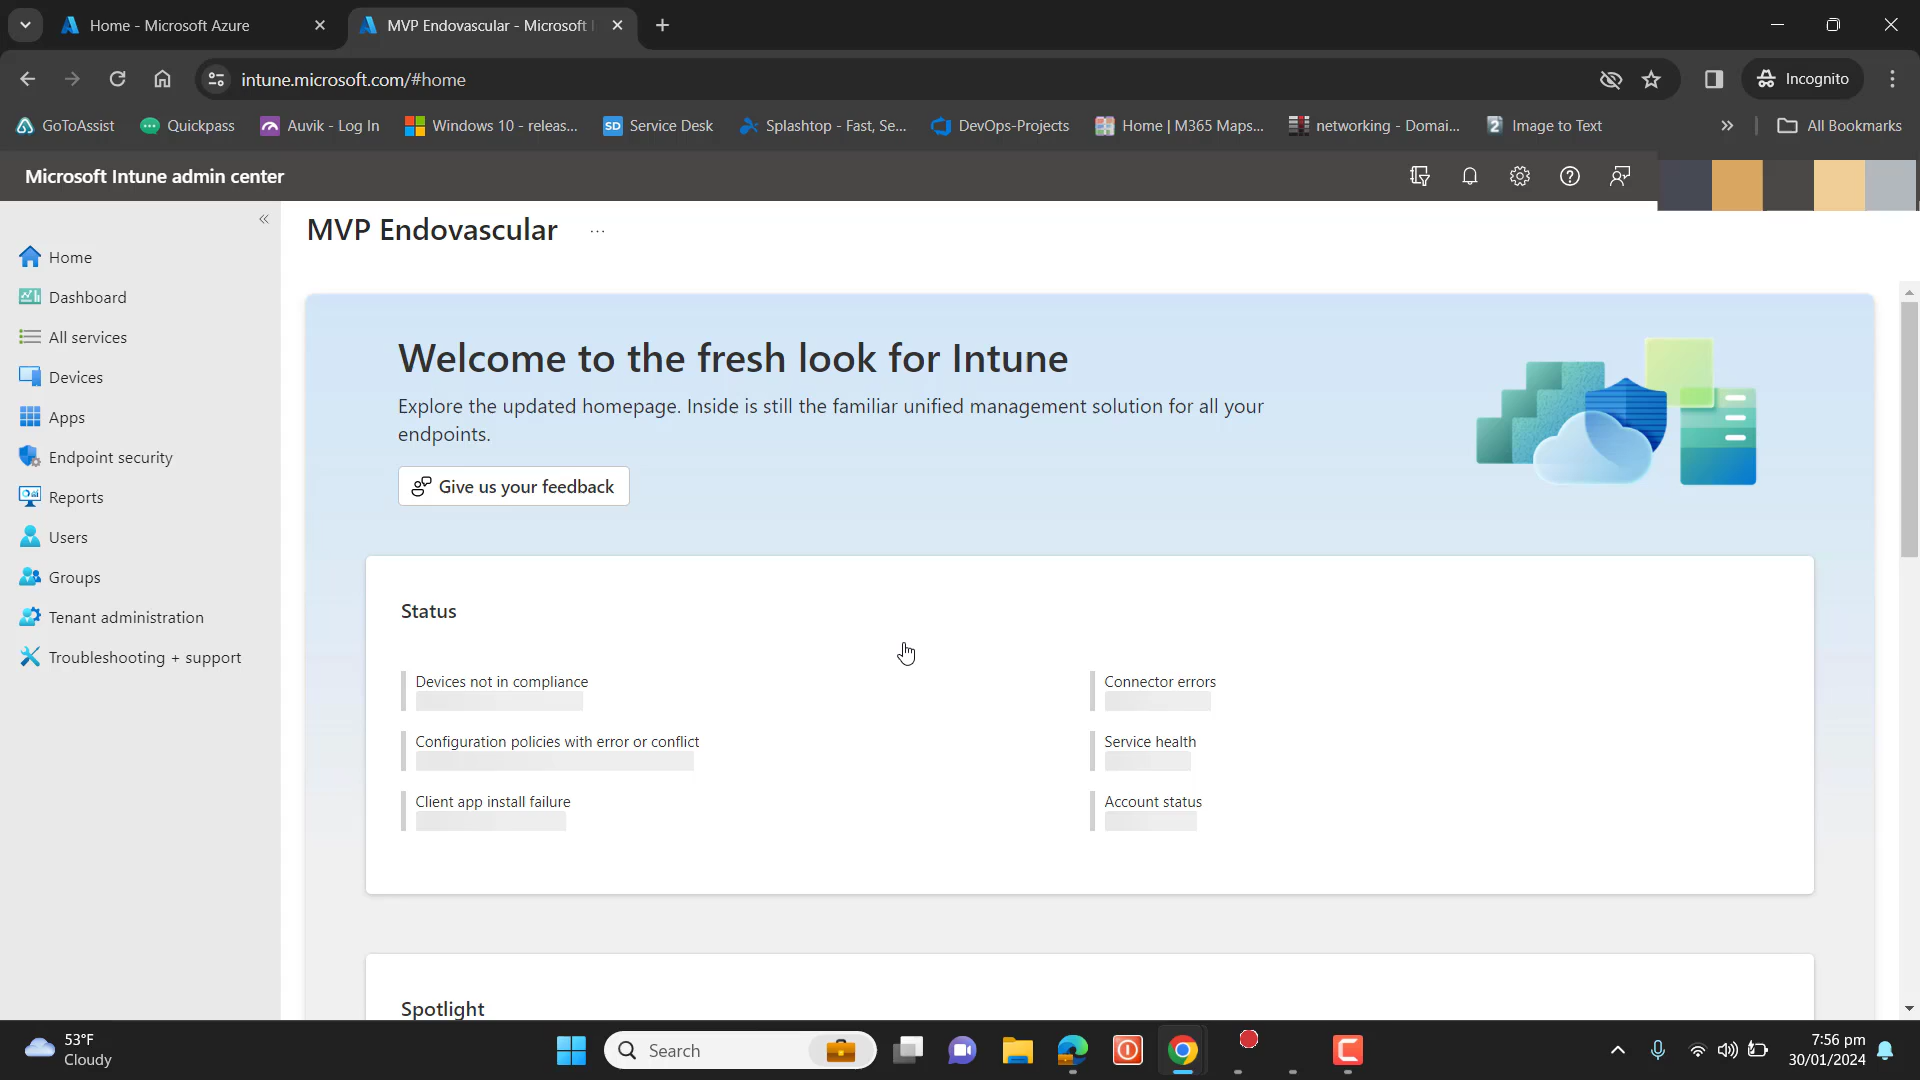 Home - Microsoft Azure
MVP Endovascular - Microsoft
intune.microsoft.com/#home
Incognito
GoToAssist
Quickpass
Auvik - Log In
Windows 10 - releas...
SD
Service Desk
Splashtop - Fast, Se...
DevOps-Projects
Home | M365 Maps...
networking - Domai...
2
Image to Text
All Bookmarks
Microsoft Intune admin center
MVP Endovascular
...
Home
Dashboard
All services
Devices
Apps
Endpoint security
Reports
Users
Groups
Tenant administration
Troubleshooting + support
Welcome to the fresh look for Intune
Explore the updated homepage. Inside is still the familiar unified management solution for all your
endpoints.
Give us your feedback
Status
Devices not in compliance
Connector errors
Configuration policies with error or conflict
Service health
Client app install failure
Account status
Spotlight
53°F
Cloudy
Search
7:56 pm
30/01/2024